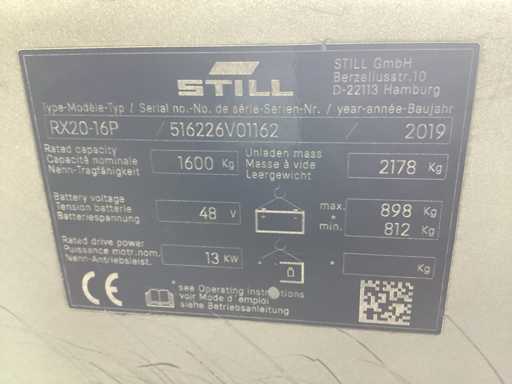 STILL
STILL GmbH
Berzeliusstr.10
D-22113 Hamburg
Type-Modèle-Typ / Serial no.-No. de série-Serien-Nr. / year-année-Baujahr
RX20-16P / 516226V01162 / 2019
Rated capacity
Capacité nominale
Nenn-Tragfähigkeit
1600 Kg
Unladen mass
Masse à vide
Leergewicht
2178 Kg
Battery voltage
Tension batterie
Batteriespannung
48 V
max.
*
min.
898 Kg
812 Kg
Rated drive power
Puissance motr.nom.
Nenn-Antriebsleist.
13 KW
*
Kg
CE
* see Operating instructions
voir Mode d'emploi
siehe Betriebsanleitung